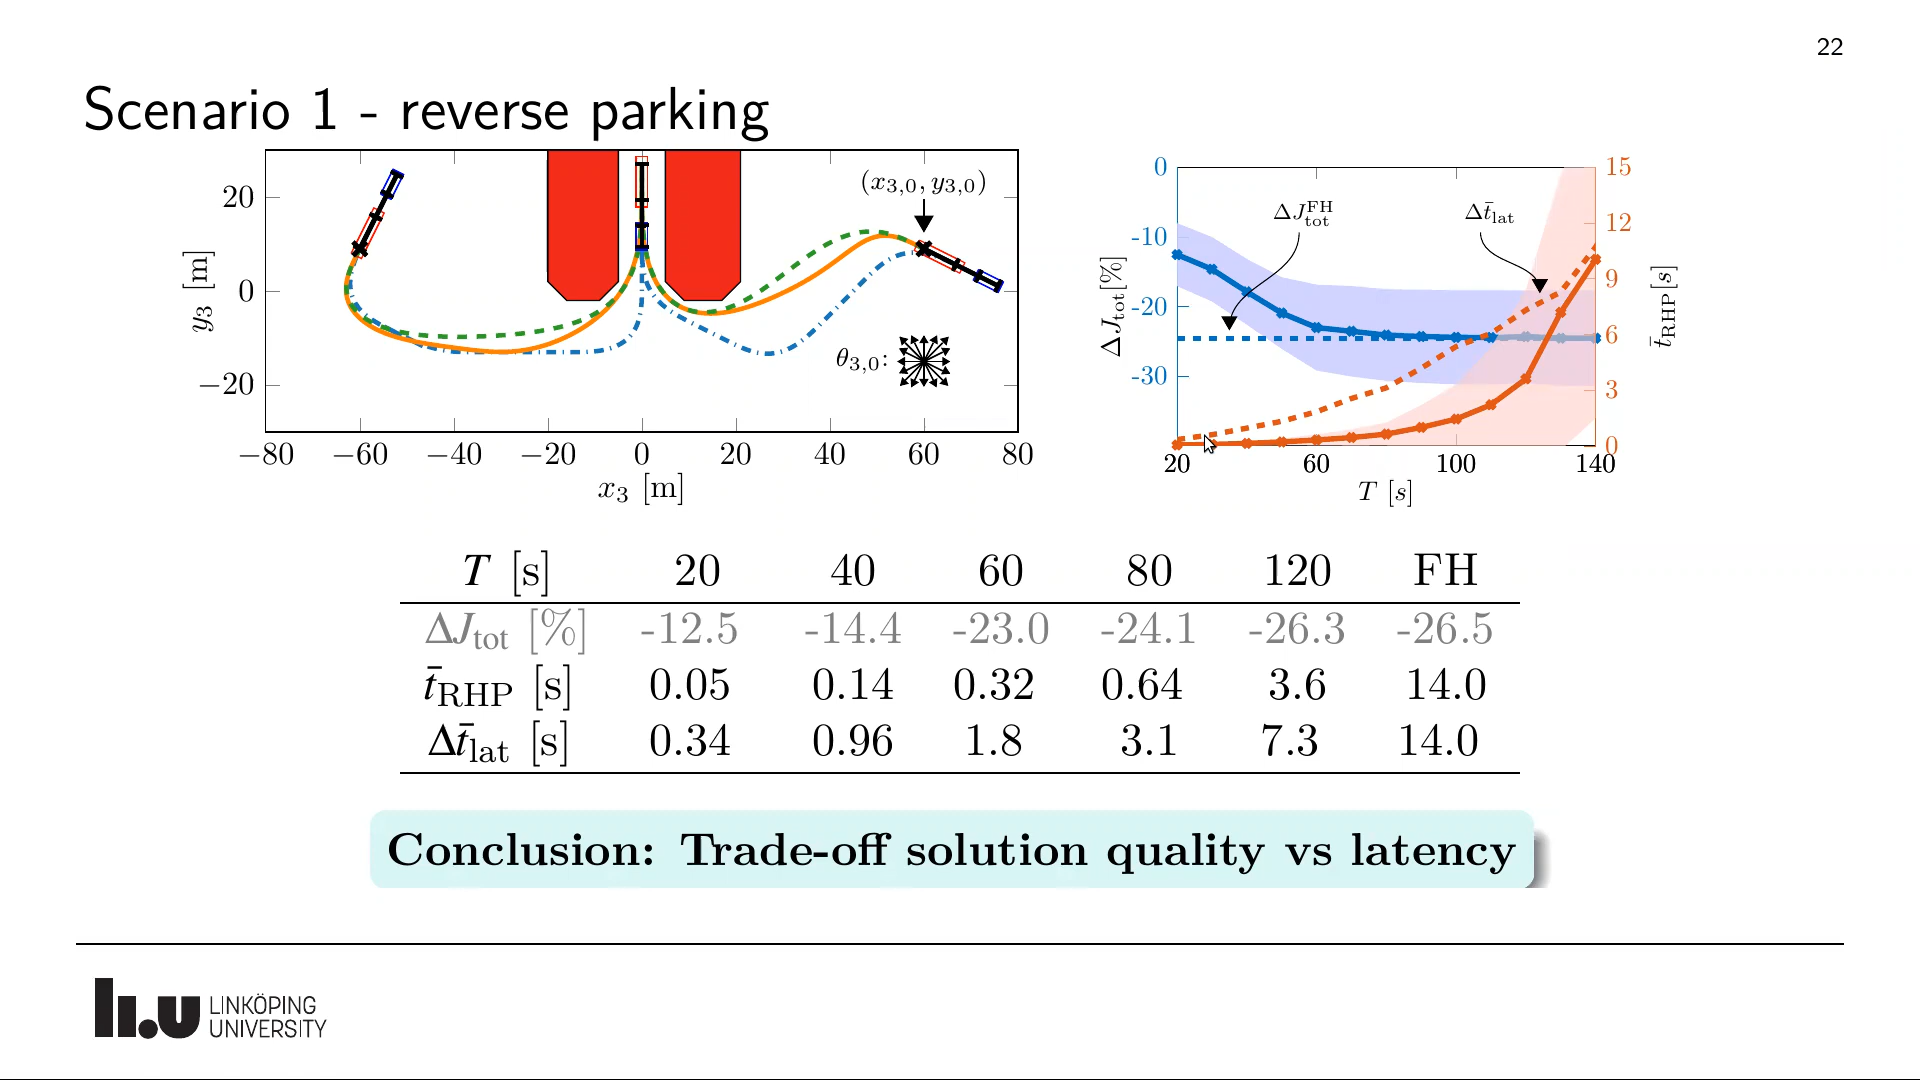 22
Scenario 1 - reverse parking
20
0
−20
y₃ [m]
−80 −60 −40 −20 0 20 40 60 80
x₃ [m]
(x₃,₀, y₃,₀)
θ₃,₀:
0
-10
-20
-30
ΔJtot[%]
ΔJtot^FH
Δt̄lat
15
12
9
6
3
0
t̄RHP[s]
20 60 100 140
T [s]
T [s] 20 40 60 80 120 FH
ΔJtot [%] -12.5 -14.4 -23.0 -24.1 -26.3 -26.5
t̄RHP [s] 0.05 0.14 0.32 0.64 3.6 14.0
Δt̄lat [s] 0.34 0.96 1.8 3.1 7.3 14.0
Conclusion: Trade-off solution quality vs latency
li.u LINKÖPING
UNIVERSITY